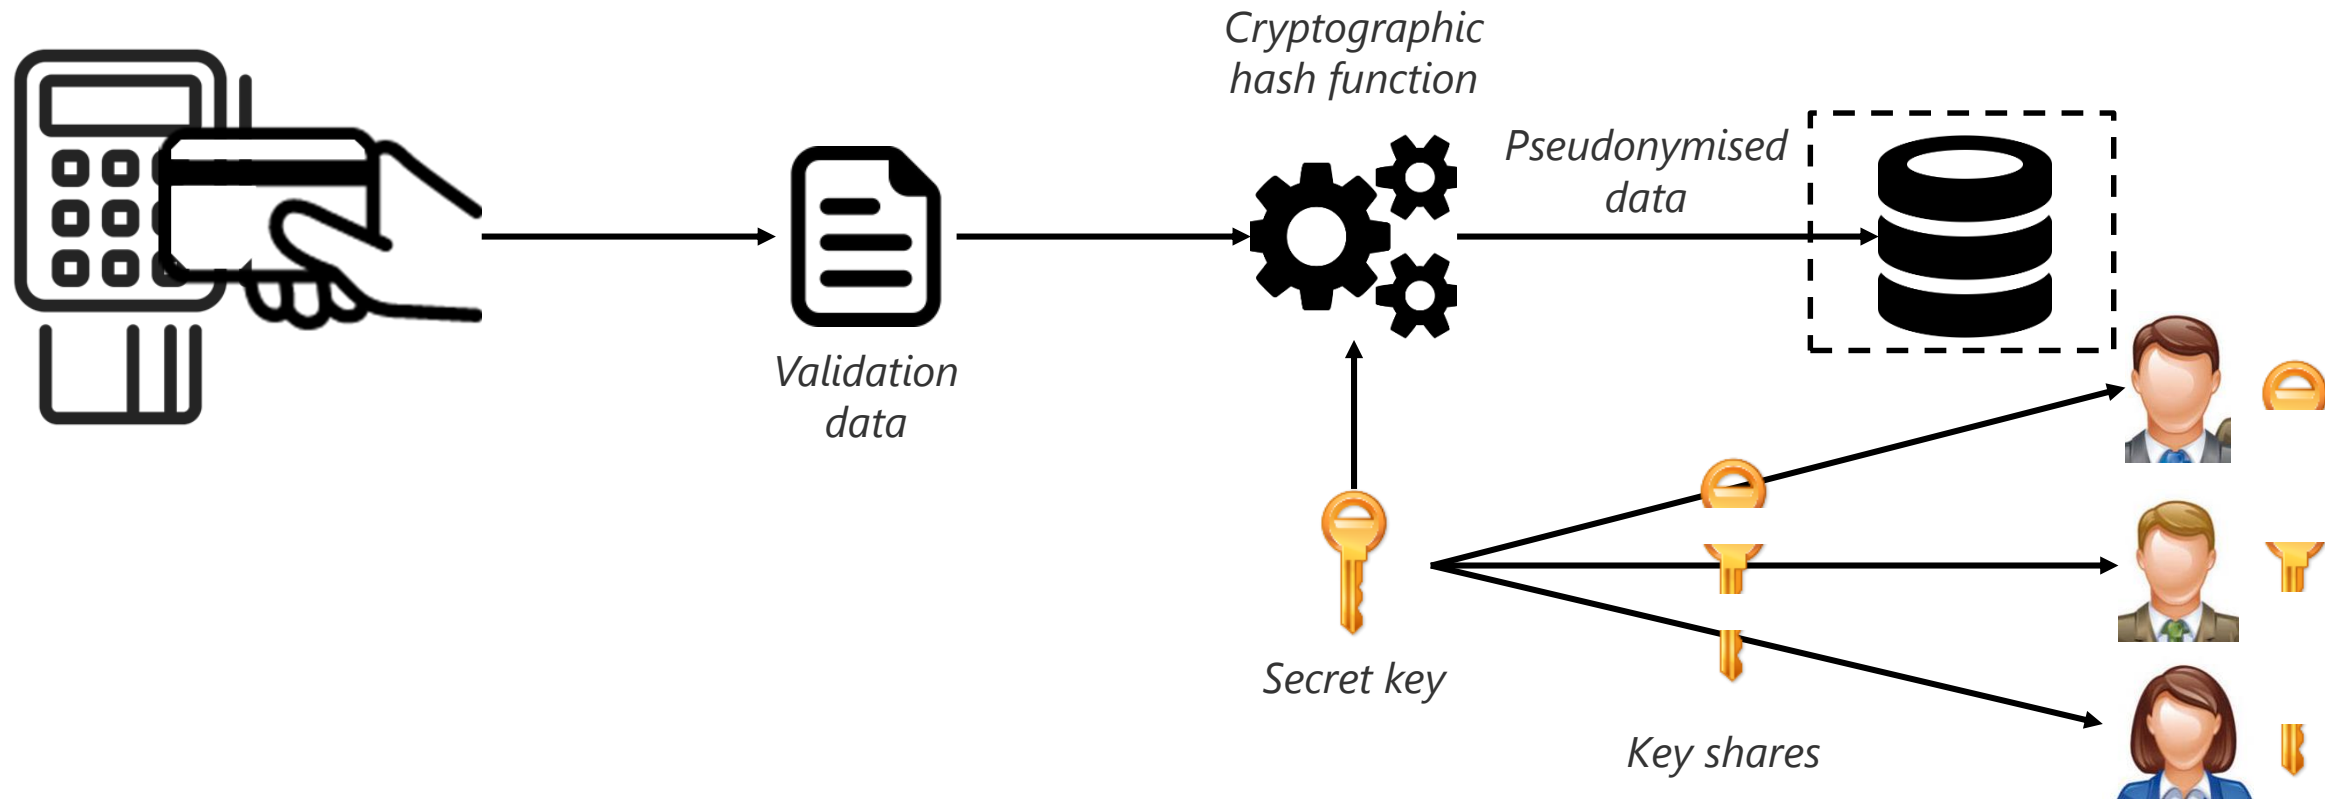 Cryptographic
hash function
Pseudonymised
data
Validation
data
Secret key
Key shares